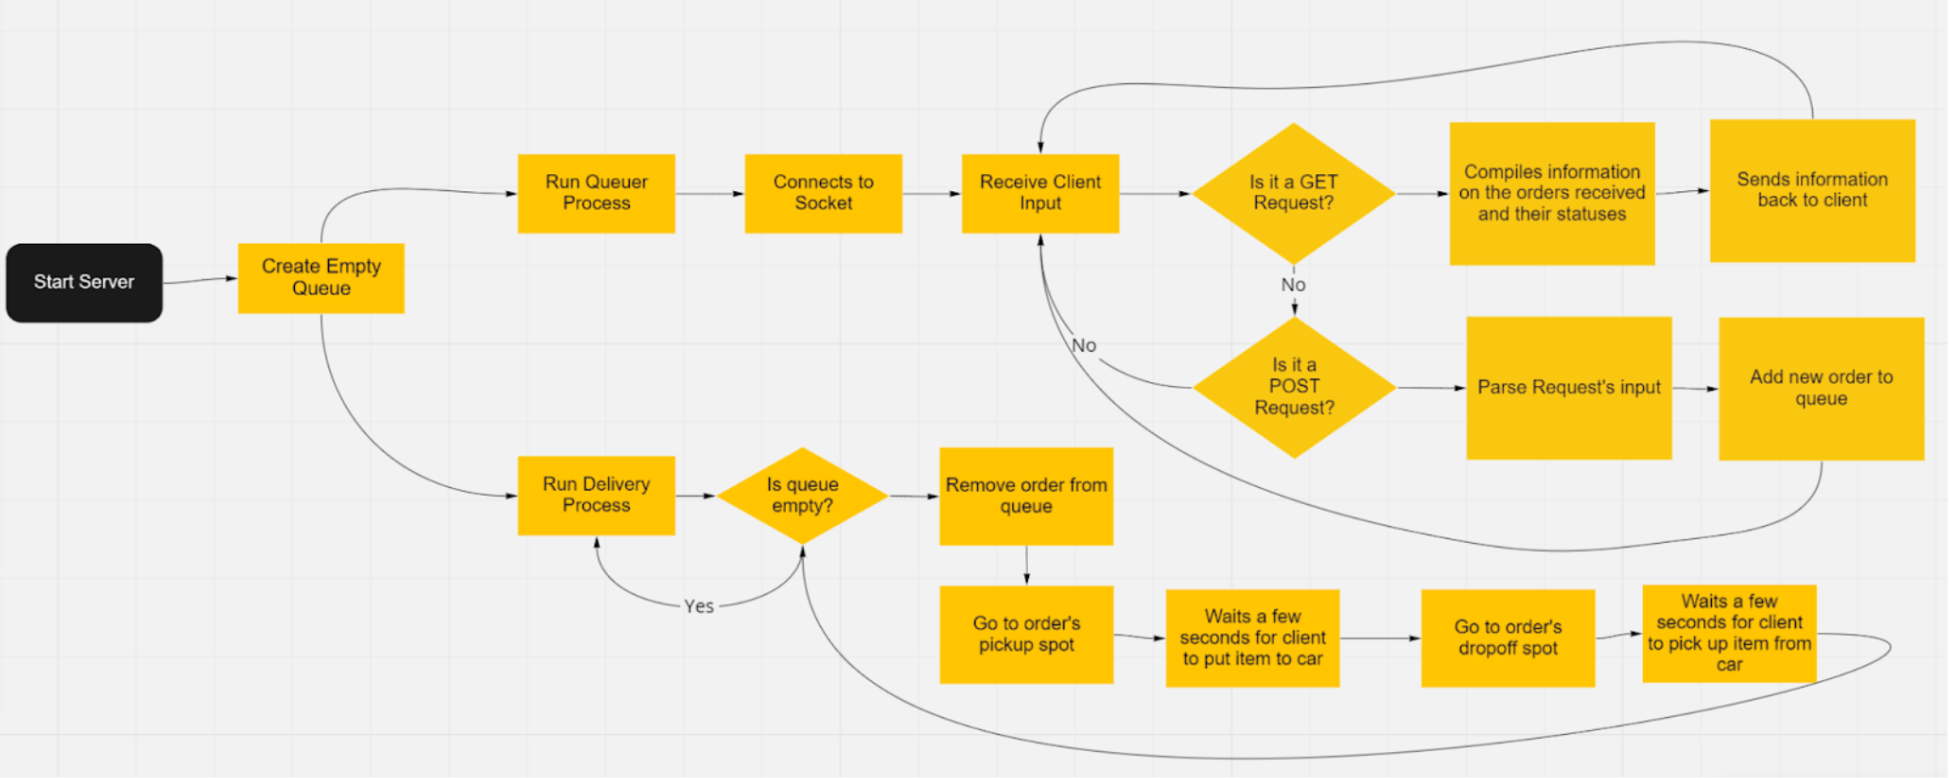 Start Server
Create Empty
Queue
Run Queuer
Process
Connects to
Socket
Receive Client
Input
Is it a GET
Request?
Compiles information
on the orders received
and their statuses
Sends information
back to client
No
Is it a
POST
Request?
No
Parse Request's input
Add new order to
queue
Run Delivery
Process
Is queue
empty?
Yes
Remove order from
queue
Go to order's
pickup spot
Waits a few
seconds for client
to put item to car
Go to order's
dropoff spot
Waits a few
seconds for client
to pick up item from
car